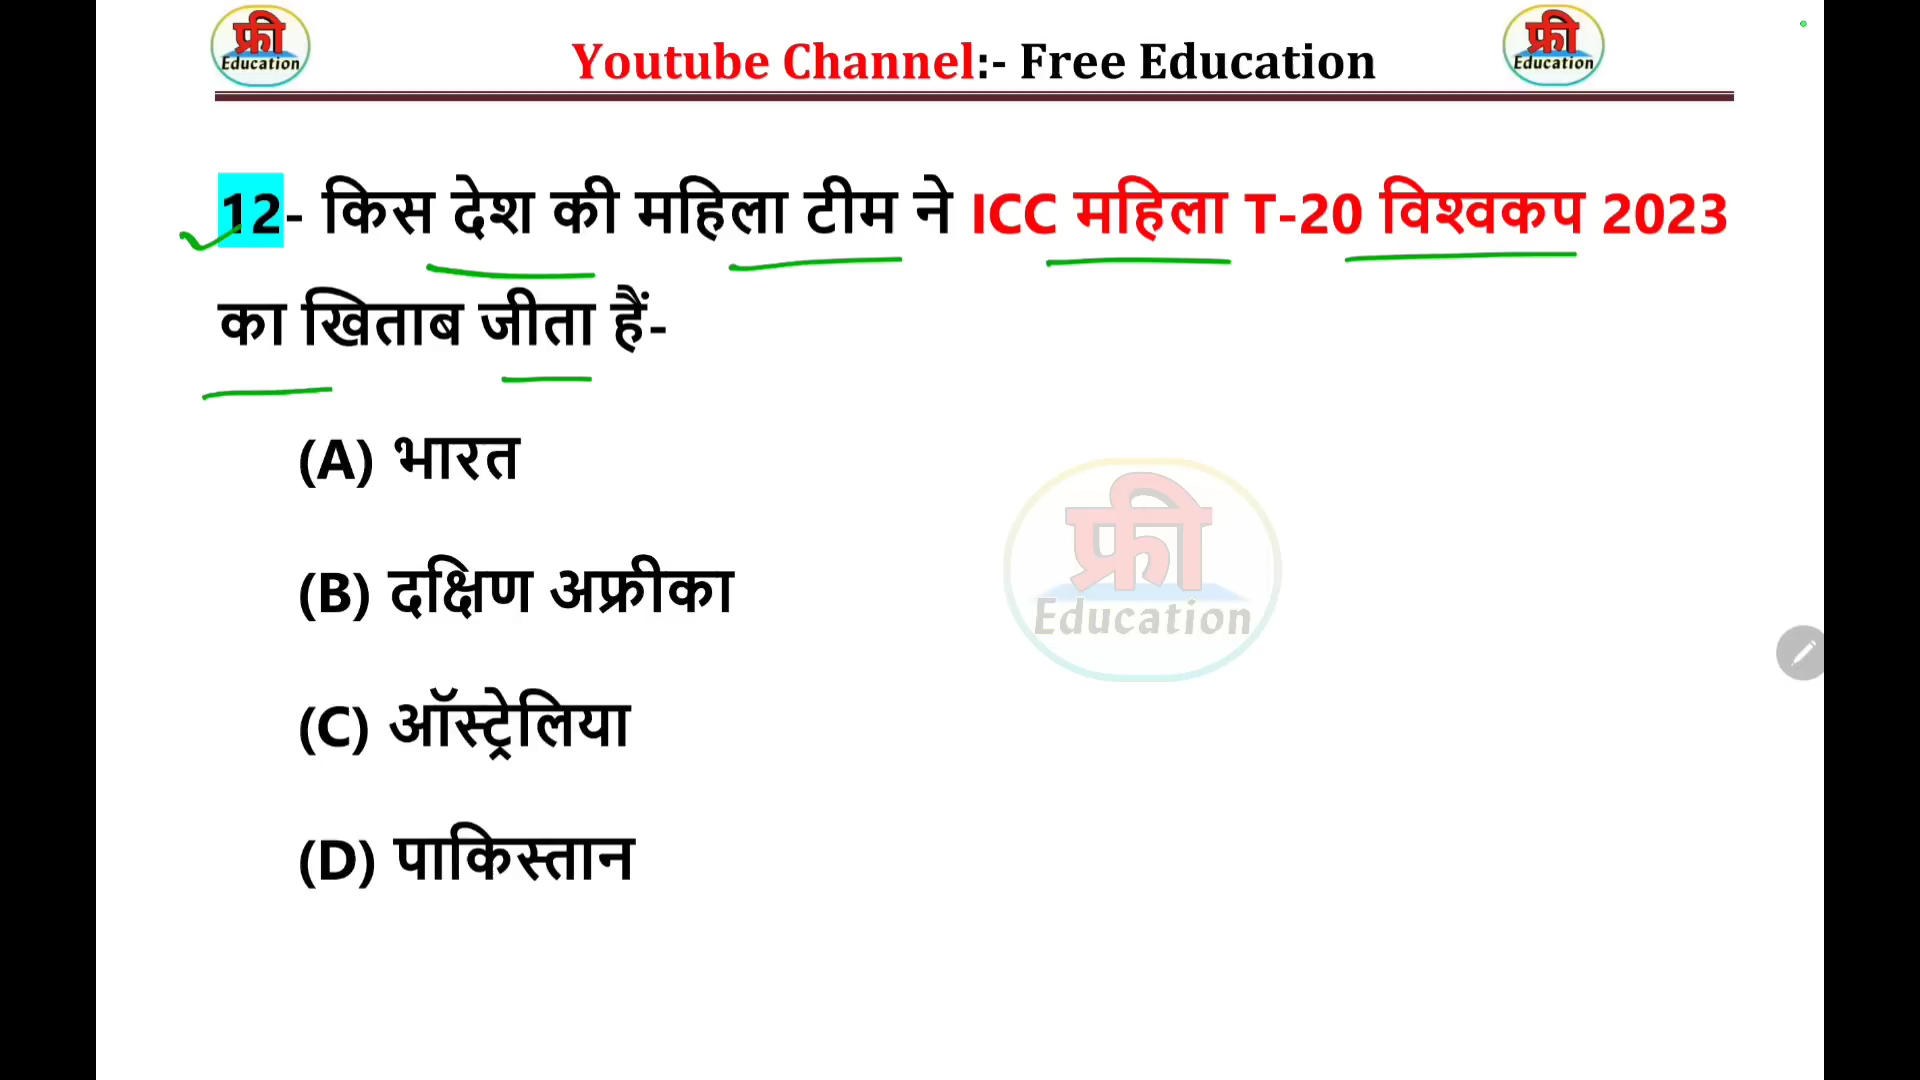 फ्री
Education
Youtube Channel:- Free Education
फ्री
Education
12- किस देश की महिला टीम ने ICC महिला T-20 विश्वकप 2023
का खिताब जीता हैं-
(A) भारत
(B) दक्षिण अफ्रीका
(C) ऑस्ट्रेलिया
(D) पाकिस्तान
फ्री
Education